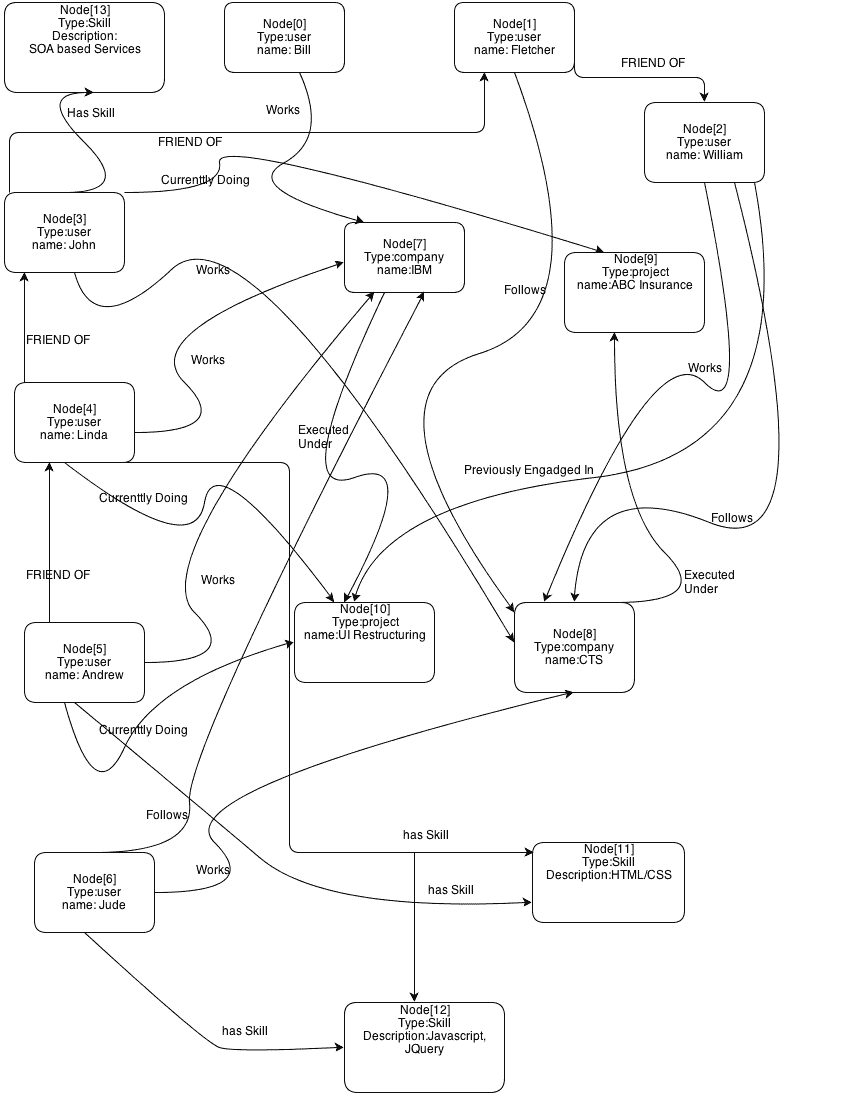 Node[13]
Type:Skill
Description:
SOA based Services
Node[0]
Type:user
name: Bill
Node[1]
Type:user
name: Fletcher
FRIEND OF
Has Skill
Works
Node[2]
Type:user
name: William
FRIEND OF
Currenttly Doing
Node[3]
Type:user
name: John
Node[7]
Type:company
name:IBM
Node[9]
Type:project
name:ABC Insurance
Works
Follows
FRIEND OF
Works
Works
Node[4]
Type:user
name: Linda
Executed
Under
Previously Engadged In
Currenttly Doing
Follows
FRIEND OF
Works
Executed
Under
Node[10]
Type:project
name:UI Restructuring
Node[8]
Type:company
name:CTS
Node[5]
Type:user
name: Andrew
Currenttly Doing
Follows
has Skill
Node[11]
Type:Skill
Description:HTML/CSS
Works
Node[6]
Type:user
name: Jude
has Skill
Node[12]
Type:Skill
Description:Javascript,
JQuery
has Skill